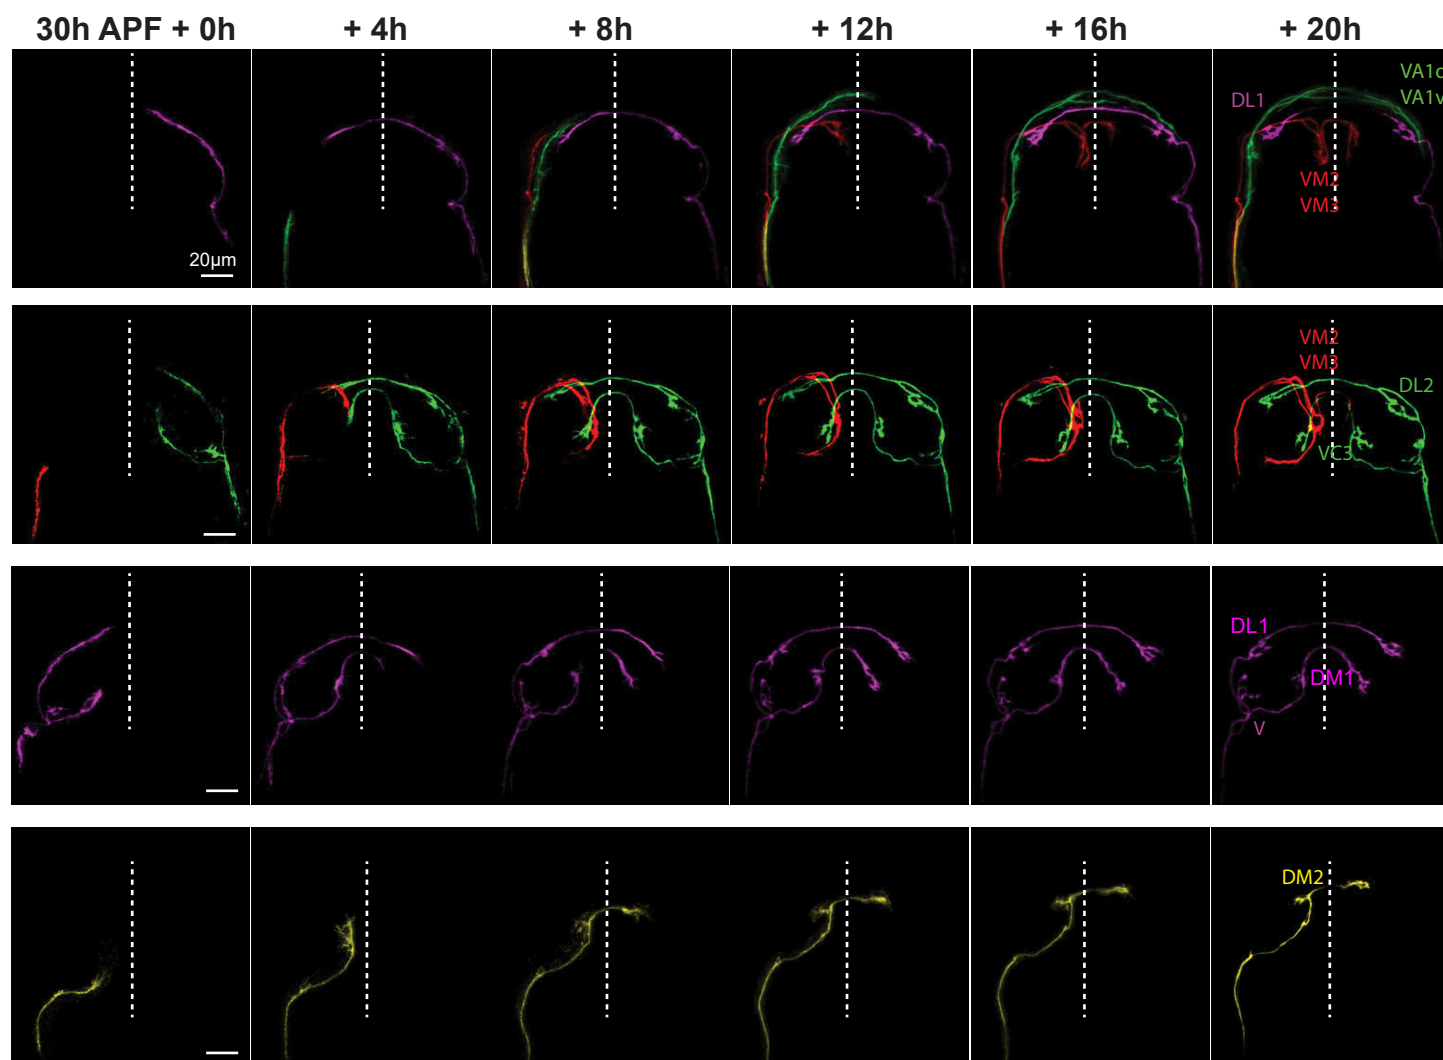 30h APF + 0h + 4h + 8h + 12h + 16h + 20h
DL1
VA1v
VM2
VM3
20µm
VM2
VM3
DL2
VC3
DL1
DM1
V
DM2